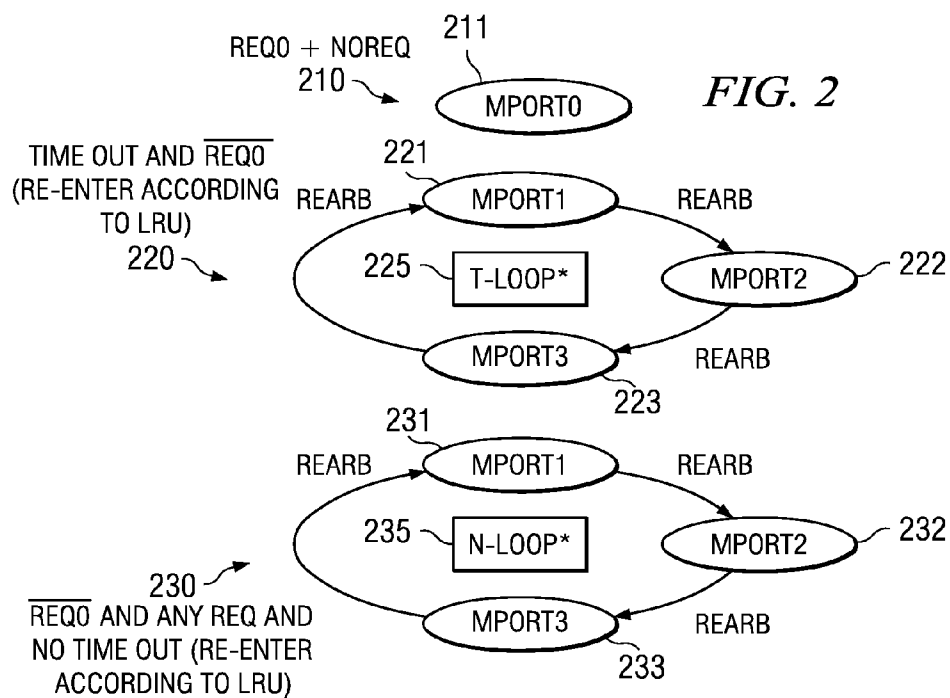 REQ0 + NOREQ
210
211
MPORT0
FIG. 2
TIME OUT AND R̅E̅Q̅0̅
(RE-ENTER ACCORDING
TO LRU)
220
221
REARB
MPORT1
REARB
225
T-LOOP*
MPORT2
222
MPORT3
REARB
223
231
REARB
MPORT1
REARB
235
N-LOOP*
MPORT2
232
230
MPORT3
REARB
233
R̅E̅Q̅0̅ AND ANY REQ AND
NO TIME OUT (RE-ENTER
ACCORDING TO LRU)